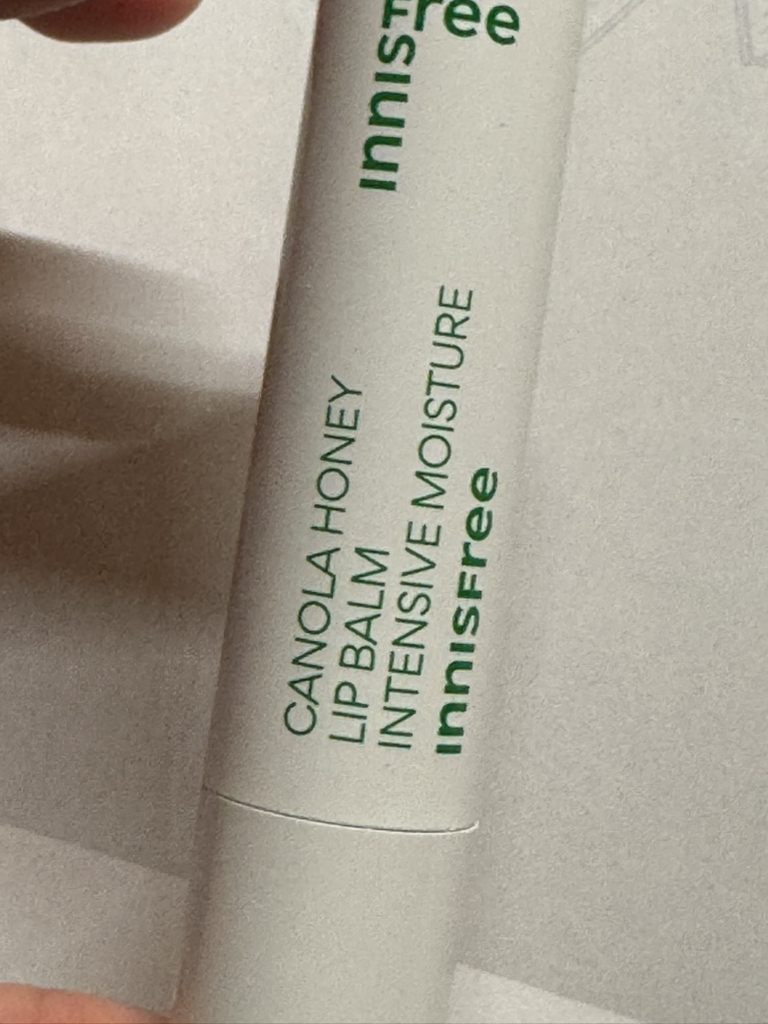 INNISFree
CANOLA HONEY
LIP BALM
INTENSIVE MOISTURE
INNISFree